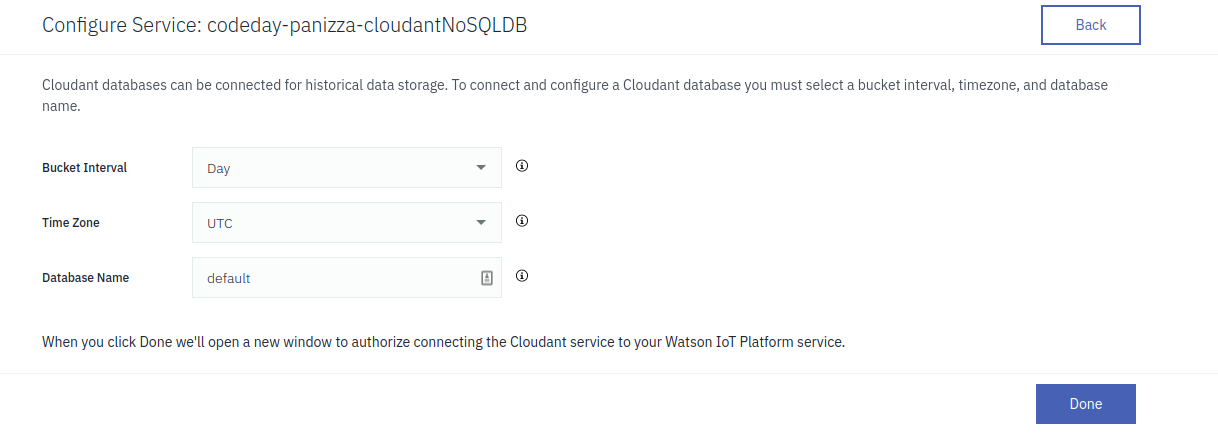 Configure Service: codeday-panizza-cloudantNoSQLDB
Back
Cloudant databases can be connected for historical data storage. To connect and configure a Cloudant database you must select a bucket interval, timezone, and database
name.
Bucket Interval
Day
Time Zone
UTC
Database Name
default
When you click Done we'll open a new window to authorize connecting the Cloudant service to your Watson IoT Platform service.
Done